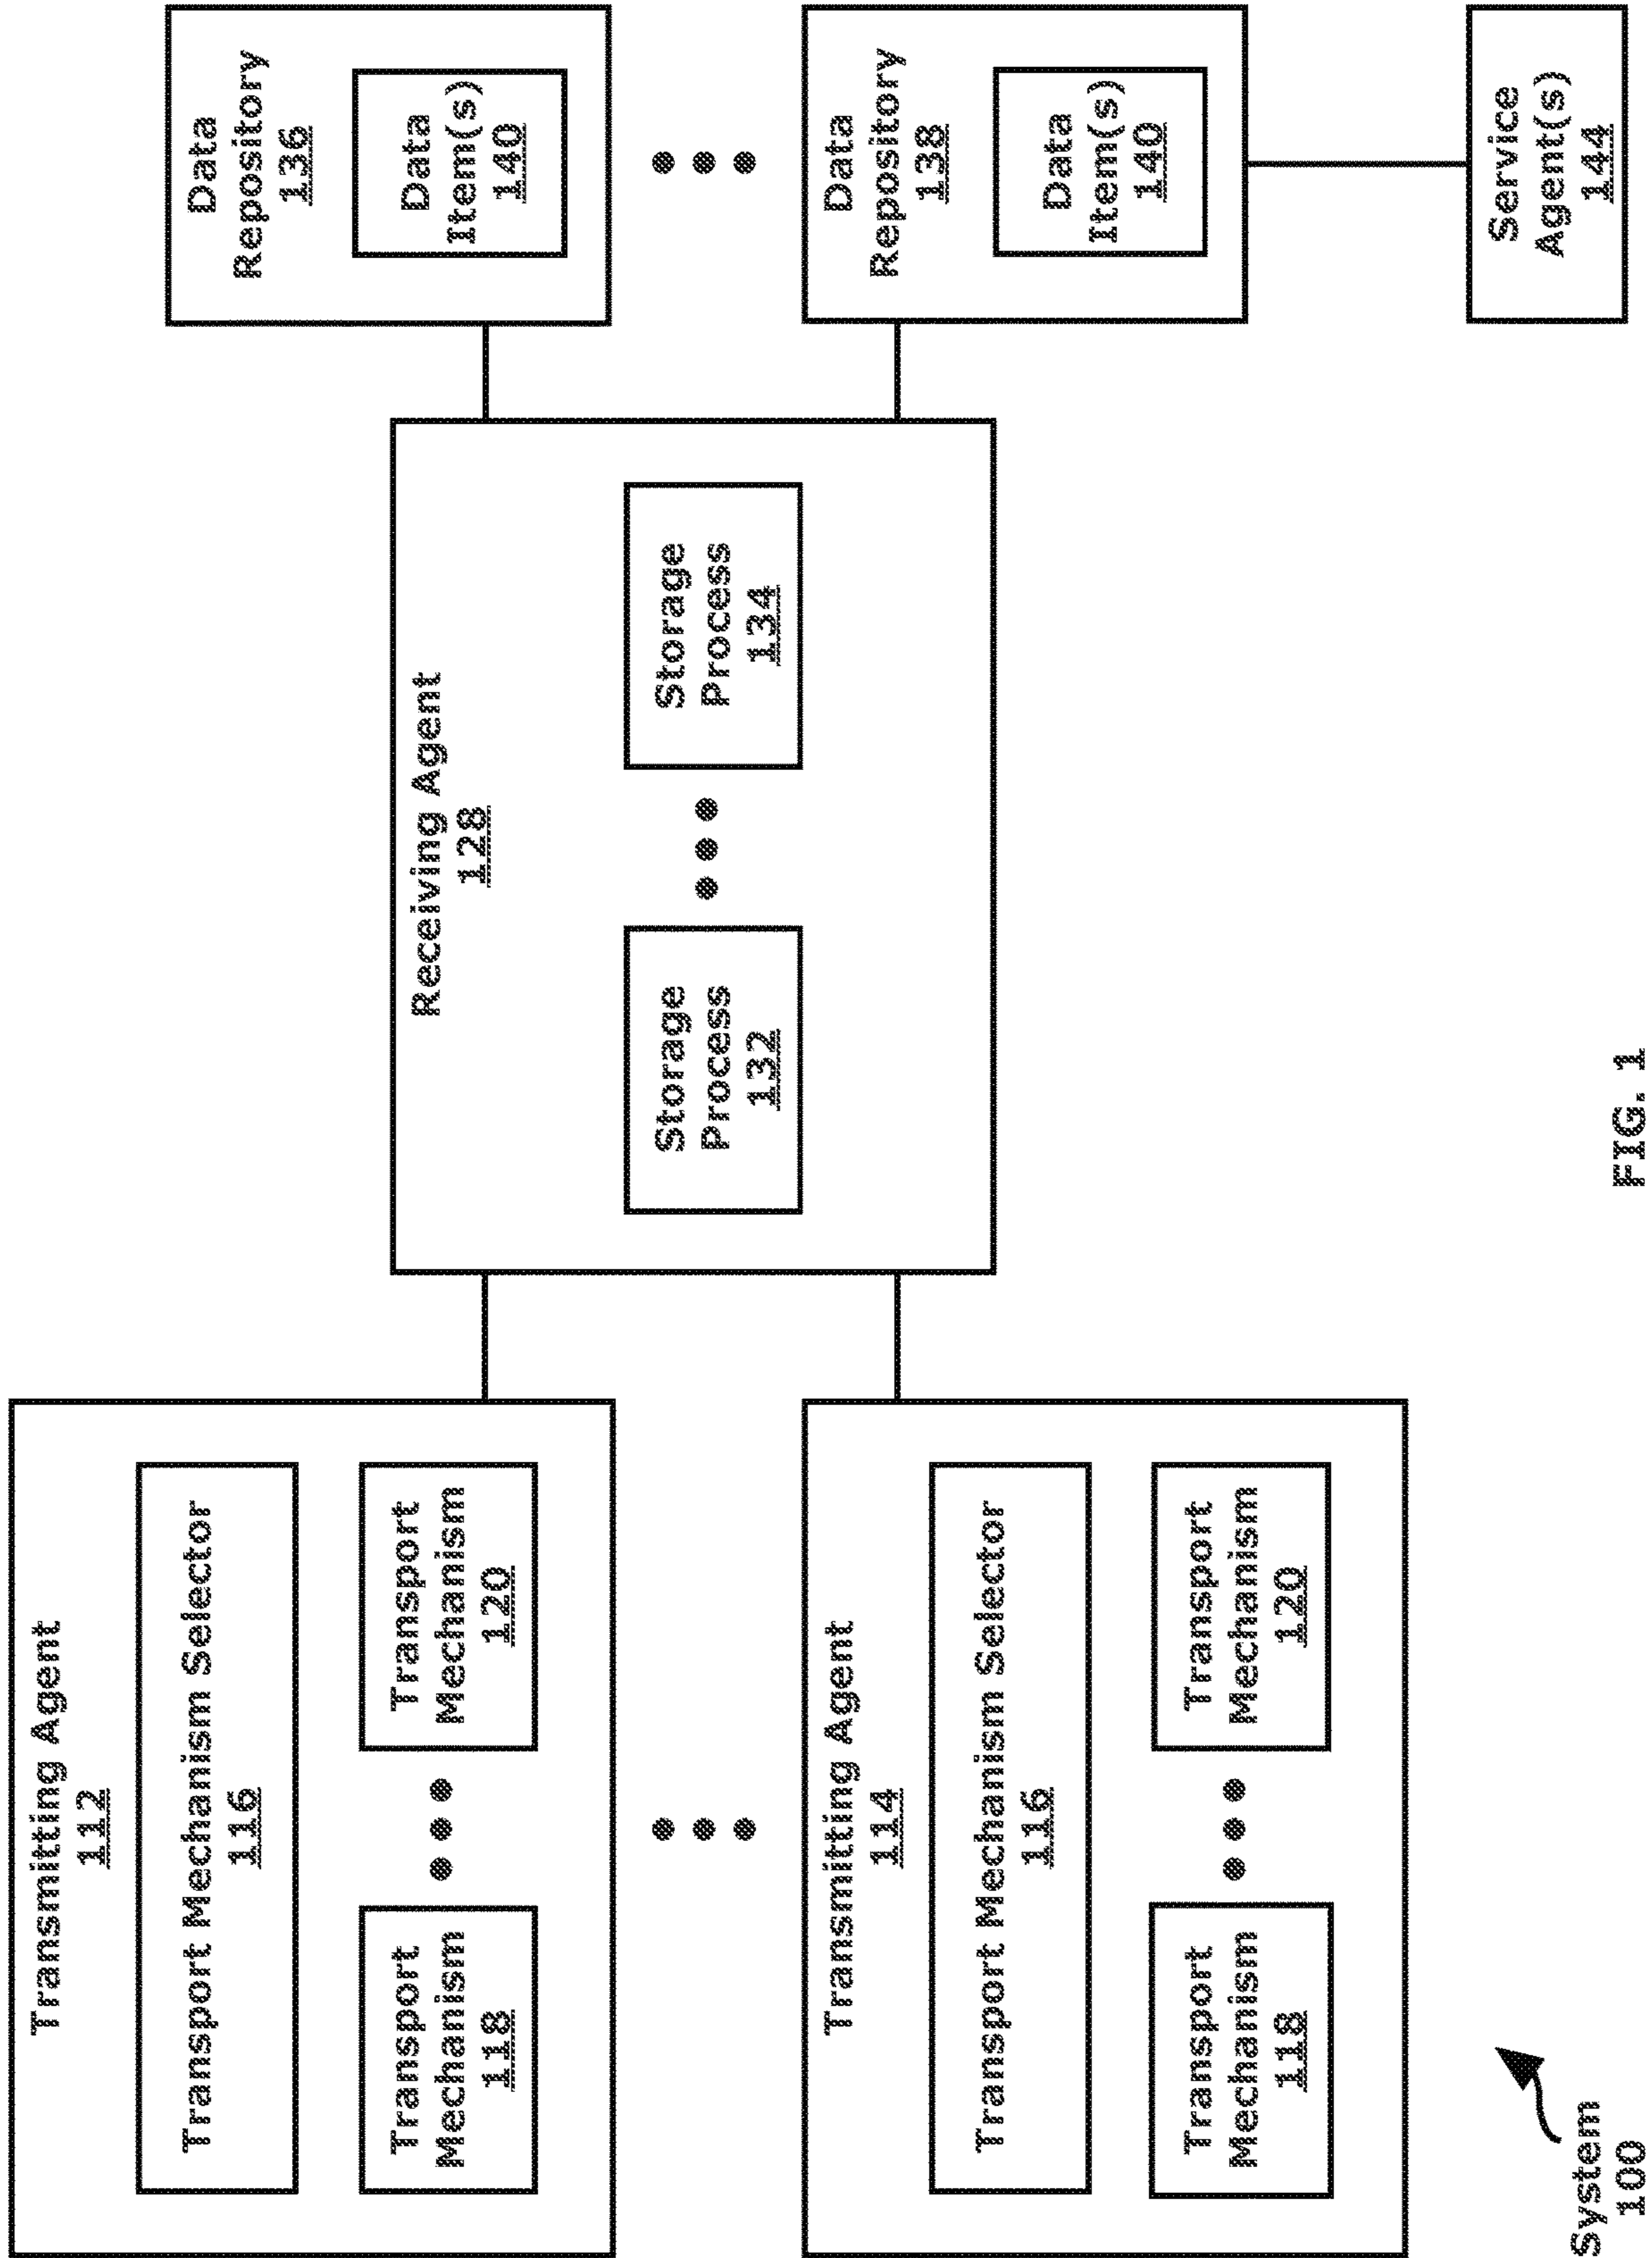 Transmitting Agent
112
Transport Mechanism Selector
116
Transport
Mechanism
118
Transport
Mechanism
120
Transmitting Agent
114
Transport Mechanism Selector
116
Transport
Mechanism
118
Transport
Mechanism
120
Receiving Agent
128
Storage
Process
132
Storage
Process
134
Data
Repository
136
Data
Item(s)
140
Data
Repository
138
Data
Item(s)
140
Service
Agent(s)
144
System
100
FIG. 1